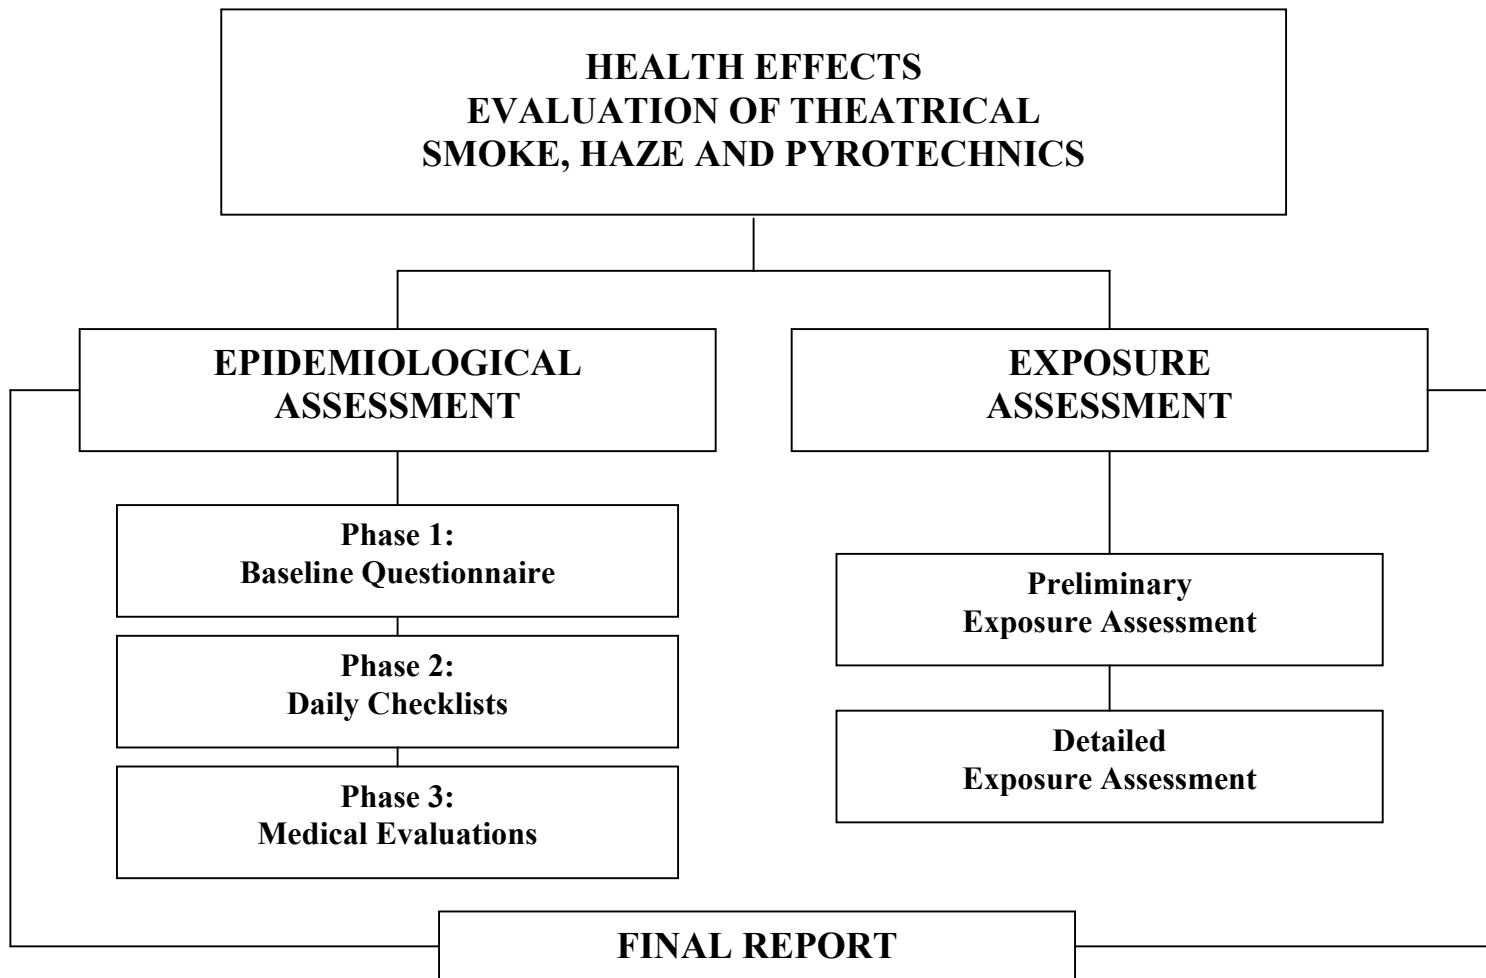 HEALTH EFFECTS
EVALUATION OF THEATRICAL
SMOKE, HAZE AND PYROTECHNICS
EPIDEMIOLOGICAL
ASSESSMENT
Phase 1:
Baseline Questionnaire
Phase 2:
Daily Checklists
Phase 3:
Medical Evaluations
EXPOSURE
ASSESSMENT
Preliminary
Exposure Assessment
Detailed
Exposure Assessment
FINAL REPORT